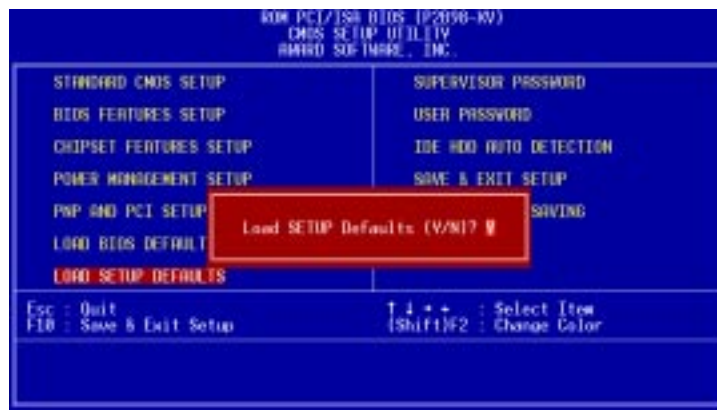 ROM PCI/ISA BIOS (P2B98-XV)
CMOS SETUP UTILITY
AWARD SOFTWARE, INC.
STANDARD CMOS SETUP
BIOS FEATURES SETUP
CHIPSET FEATURES SETUP
POWER MANAGEMENT SETUP
PNP AND PCI SETUP
LOAD BIOS DEFAULT
LOAD SETUP DEFAULTS
SUPERVISOR PASSWORD
USER PASSWORD
IDE HDD AUTO DETECTION
SAVE & EXIT SETUP
SAVING
Load SETUP Defaults (Y/N)? Y
Esc : Quit
F10 : Save & Exit Setup
↑ ↓ → ← : Select Item
(Shift)F2 : Change Color